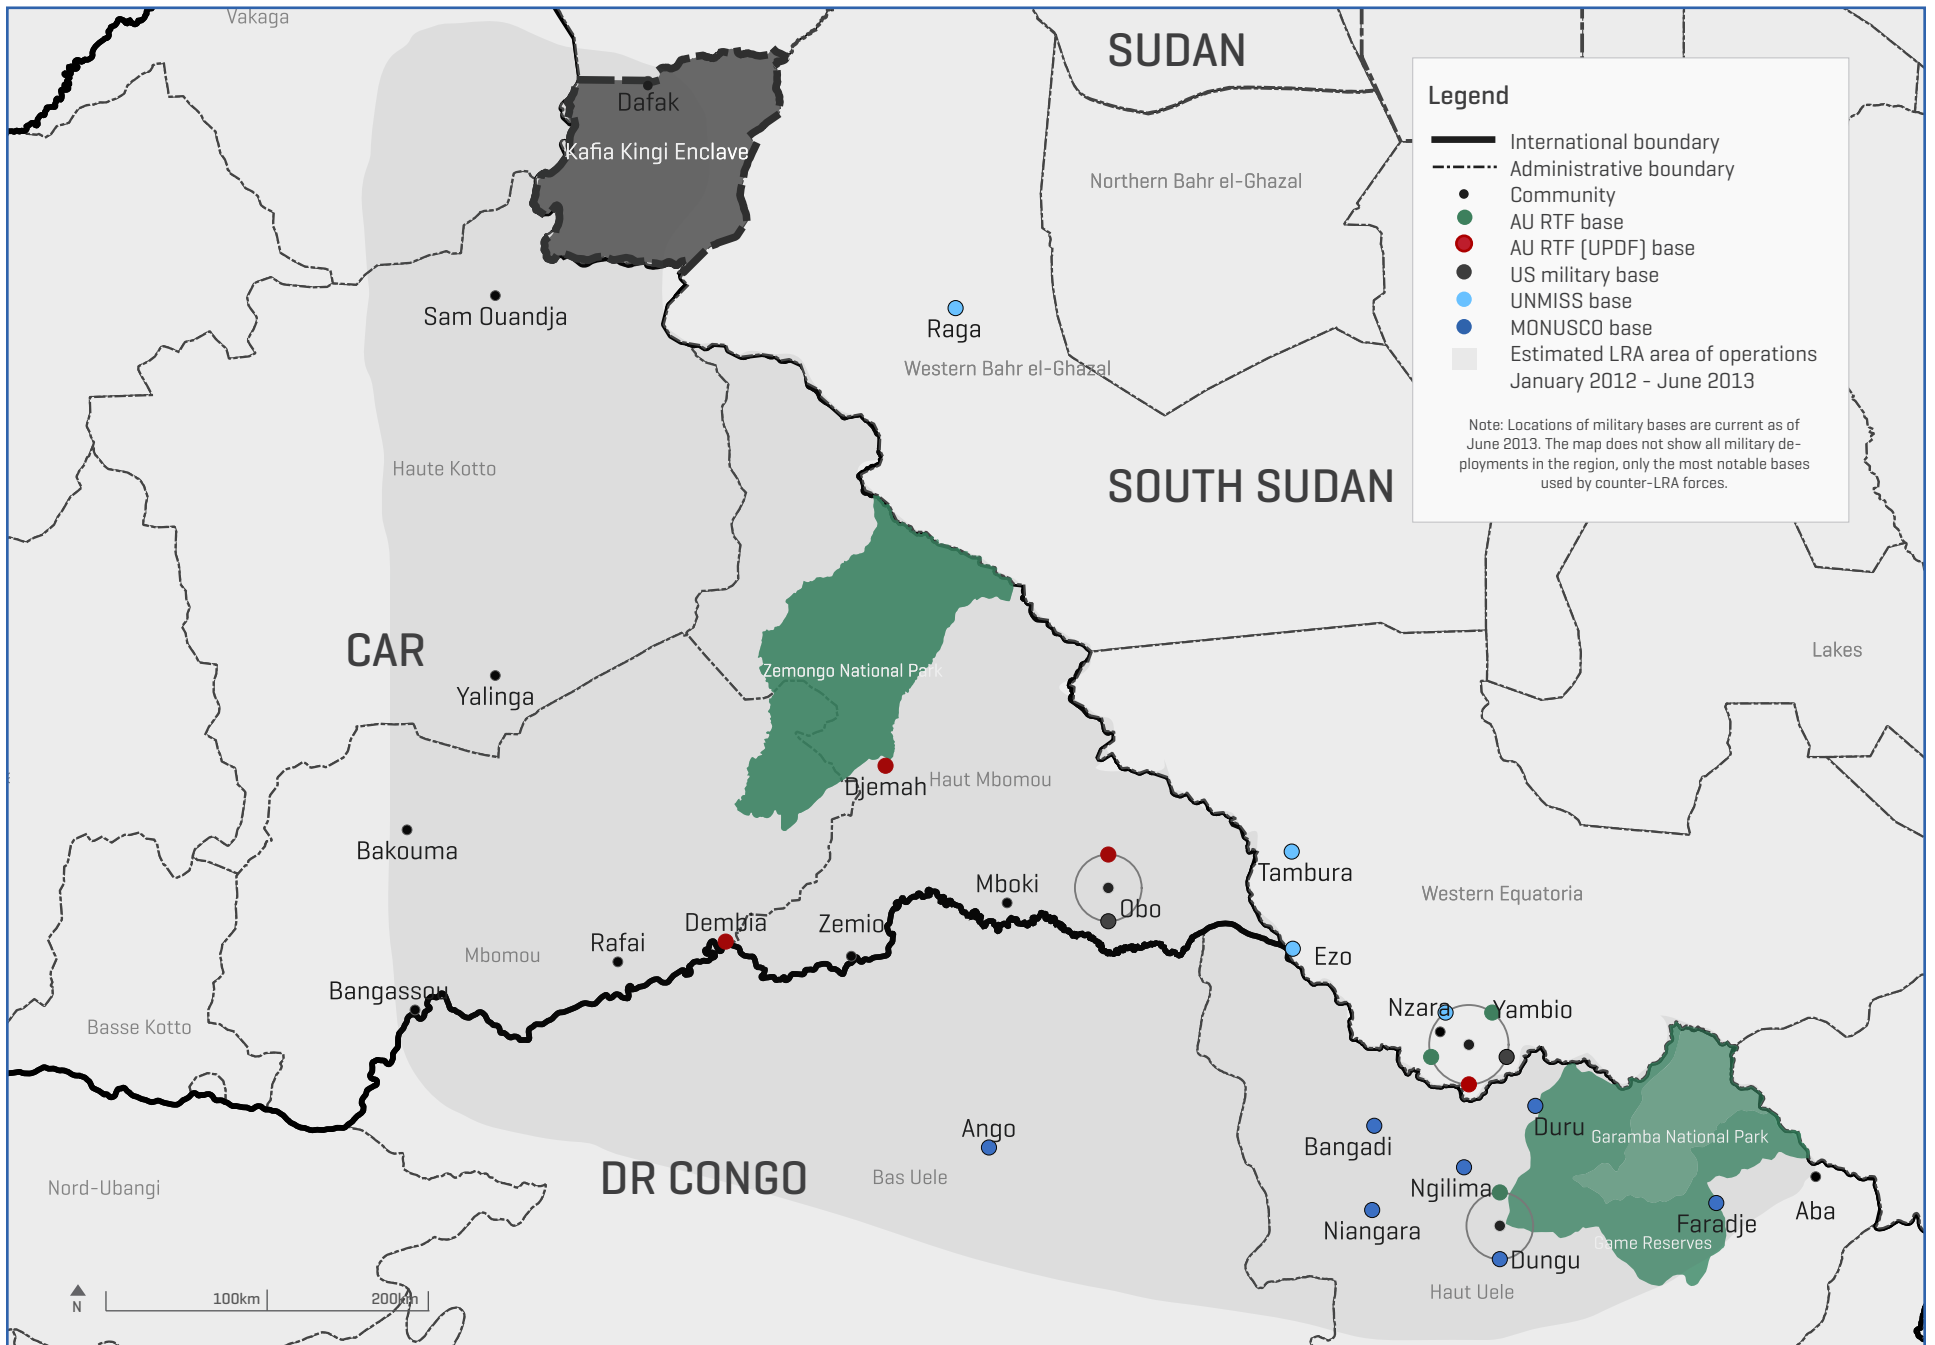 Vakaga
SUDAN
Dafak
Kafia Kingi Enclave
Northern Bahr el-Ghazal
Sam Ouandja
Raga
Western Bahr el-Ghazal
Haute Kotto
SOUTH SUDAN
Legend
International boundary
Administrative boundary
Community
AU RTF base
AU RTF (UPDF) base
US military base
UNMISS base
MONUSCO base
Estimated LRA area of operations
January 2012 - June 2013
Note: Locations of military bases are current as of
June 2013. The map does not show all military de-
ployments in the region, only the most notable bases
used by counter-LRA forces.
CAR
Lakes
Zemongo National Park
Yalinga
Djemah
Haut Mbomou
Bakouma
Tambura
Mboki
Obo
Western Equatoria
Dembia
Zemio
Rafai
Mbomou
Ezo
Bangassou
Nzara
Yambio
Basse Kotto
Ango
Duru
Garamba National Park
Bangadi
DR CONGO
Bas Uele
Nord-Ubangi
Ngilima
Niangara
Faradje
Aba
Game Reserves
Dungu
Haut Uele
N
100km
200km